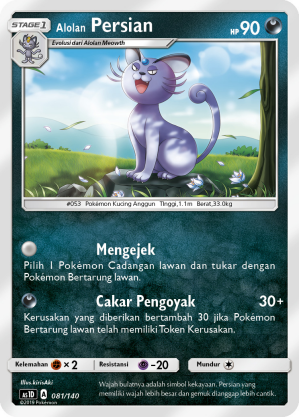 STAGE 1 Alolan Persian HP 90
Evolusi dari Alolan Meowth
#053 Pokémon Kucing Anggun Tinggi,1.1m Berat,33.0kg
Mengejek
Pilih 1 Pokémon Cadangan lawan dan tukar dengan
Pokémon Bertarung lawan.
Cakar Pengoyak 30+
Kerusakan yang diberikan bertambah 30 jika Pokémon
Bertarung lawan telah memiliki Token Kerusakan.
Kelemahan ×2 Resistansi -20 Mundur
Illus.kirisAki
AS1D A 081/140
©2019 Pokémon
Wajah bulatnya adalah simbol kekayaan. Persian yang
memiliki wajah lebih besar dan gemuk dianggap lebih cantik.